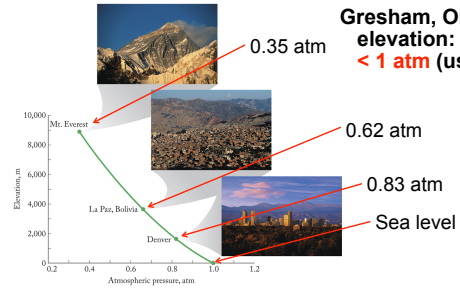 Gresham,
elevation:
< 1 atm
0.35 atm
0.62 atm
0.83 atm
Sea level
10,000
8,000
6,000
4,000
2,000
0
Elevation, m
Mt. Everest
La Paz, Bolivia
Denver
0.2 0.4 0.6 0.8 1.0 1.2
Atmospheric pressure, atm